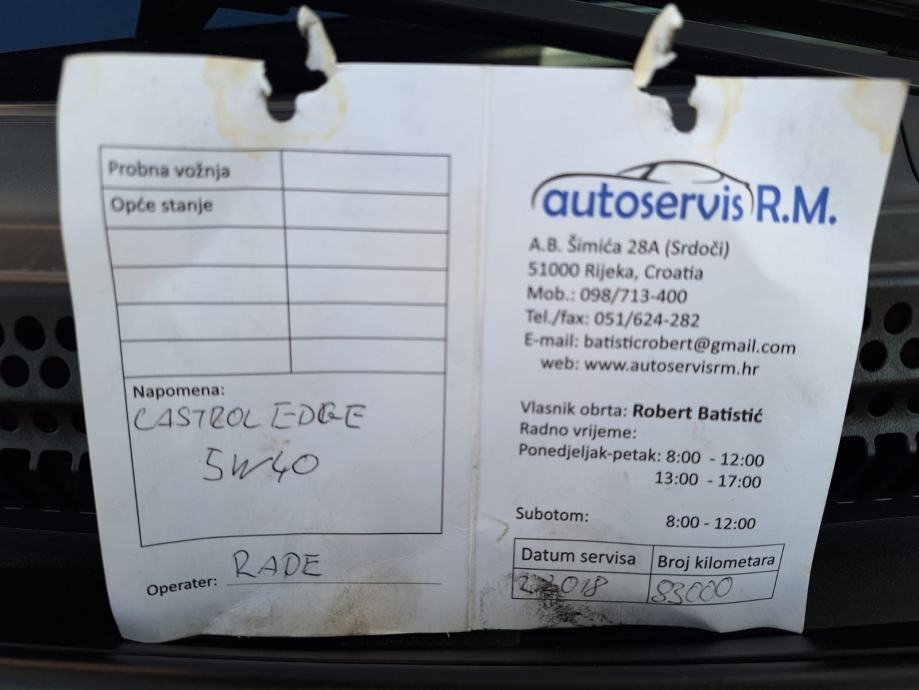 Probna vožnja
Opće stanje
Napomena:
CASTROL EDGE
5W40
Operater: RADE
autoservis R.M.
A.B. Šimića 28A (Srdoči)
51000 Rijeka, Croatia
Mob.: 098/713-400
Tel./fax: 051/624-282
E-mail: batisticrobert@gmail.com
web: www.autoservisrm.hr
Vlasnik obrta: Robert Batistić
Radno vrijeme:
Ponedjeljak-petak: 8:00 - 12:00
13:00 - 17:00
Subotom: 8:00 - 12:00
Datum servisa Broj kilometara
83000